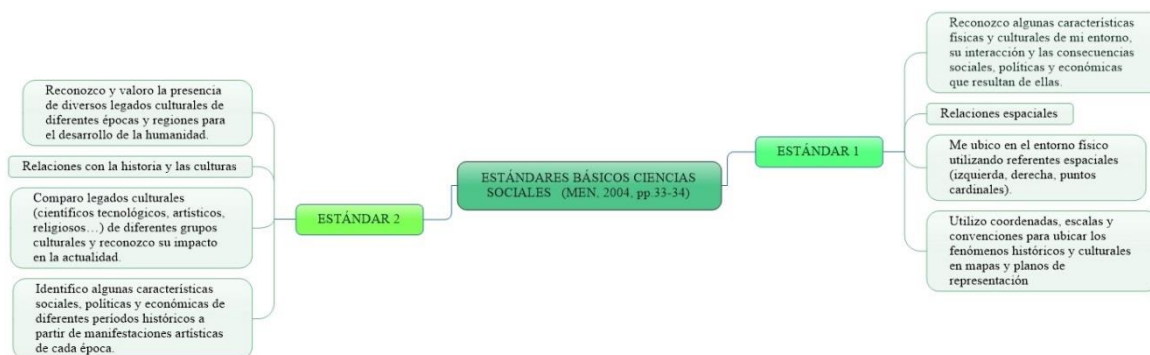 ESTÁNDARES BÁSICOS CIENCIAS
SOCIALES (MEN, 2004, pp.33-34)
ESTÁNDAR 1
Reconozco algunas características
físicas y culturales de mi entorno,
su interacción y las consecuencias
sociales, políticas y económicas
que resultan de ellas.
Relaciones espaciales
Me ubico en el entorno físico
utilizando referentes espaciales
(izquierda, derecha, puntos
cardinales).
Utilizo coordenadas, escalas y
convenciones para ubicar los
fenómenos históricos y culturales
en mapas y planos de
representación
ESTÁNDAR 2
Reconozco y valoro la presencia
de diversos legados culturales de
diferentes épocas y regiones para
el desarrollo de la humanidad.
Relaciones con la historia y las culturas
Comparo legados culturales
(científicos tecnológicos, artísticos,
religiosos…) de diferentes grupos
culturales y reconozco su impacto
en la actualidad.
Identifico algunas características
sociales, políticas y económicas de
diferentes períodos históricos a
partir de manifestaciones artísticas
de cada época.